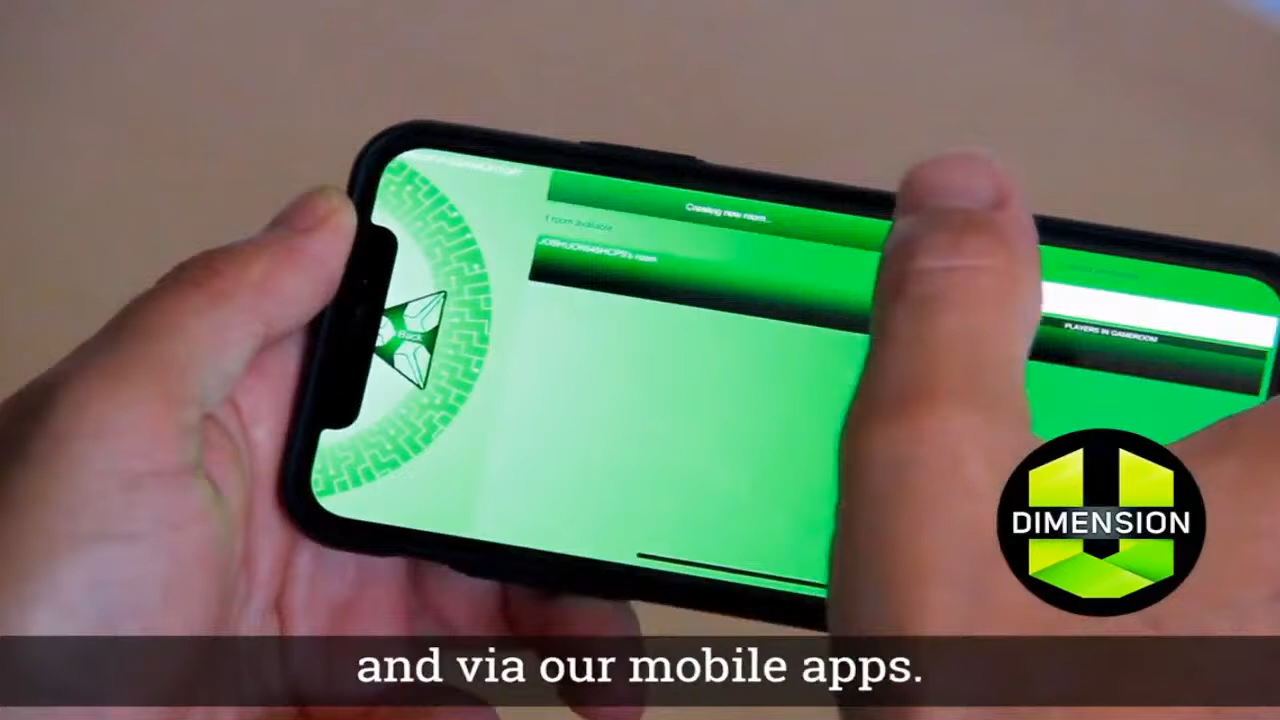 Creating new room...
1 room available
PLAYERS IN GAMEROOM
Back
DIMENSION
and via our mobile apps.